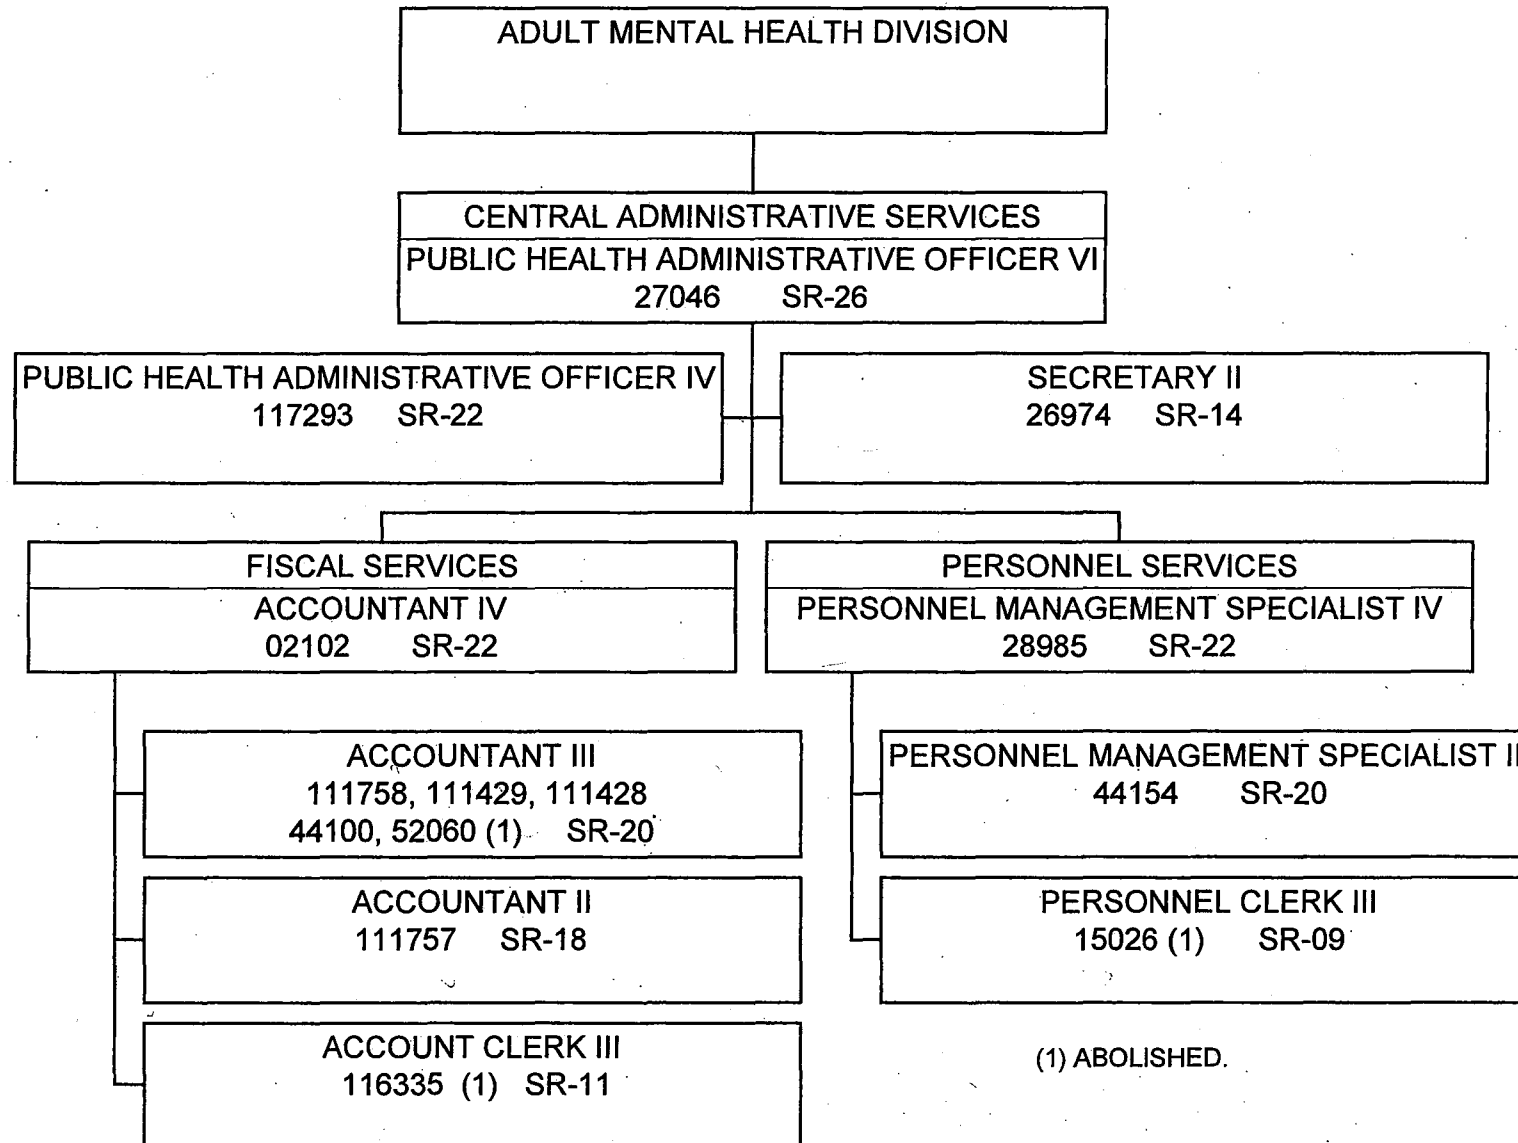 ADULT MENTAL HEALTH DIVISION
CENTRAL ADMINISTRATIVE SERVICES
PUBLIC HEALTH ADMINISTRATIVE OFFICER VI
27046 SR-26
PUBLIC HEALTH ADMINISTRATIVE OFFICER IV
117293 SR-22
SECRETARY II
26974 SR-14
FISCAL SERVICES
ACCOUNTANT IV
02102 SR-22
PERSONNEL SERVICES
PERSONNEL MANAGEMENT SPECIALIST IV
28985 SR-22
ACCOUNTANT III
111758, 111429, 111428
44100, 52060 (1) SR-20
ACCOUNTANT II
111757 SR-18
ACCOUNT CLERK III
116335 (1) SR-11
PERSONNEL MANAGEMENT SPECIALIST
44154 SR-20
PERSONNEL CLERK III
15026 (1) SR-09
(1) ABOLISHED.